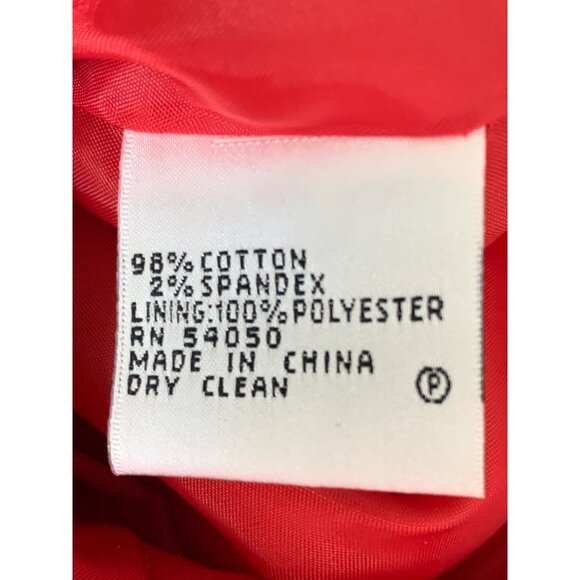 98% COTTON
2% SPANDEX
LINING:100% POLYESTER
RN 54050
MADE IN CHINA
DRY CLEAN Ⓟ